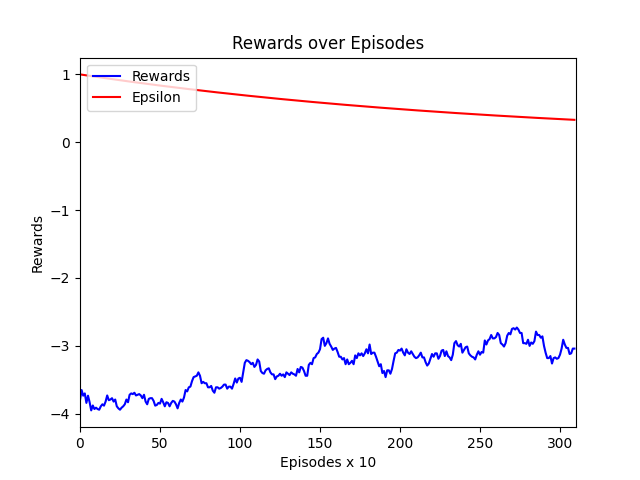 Rewards over Episodes
Rewards
Epsilon
1
0
−1
−2
−3
−4
Rewards
0 50 100 150 200 250 300
Episodes x 10